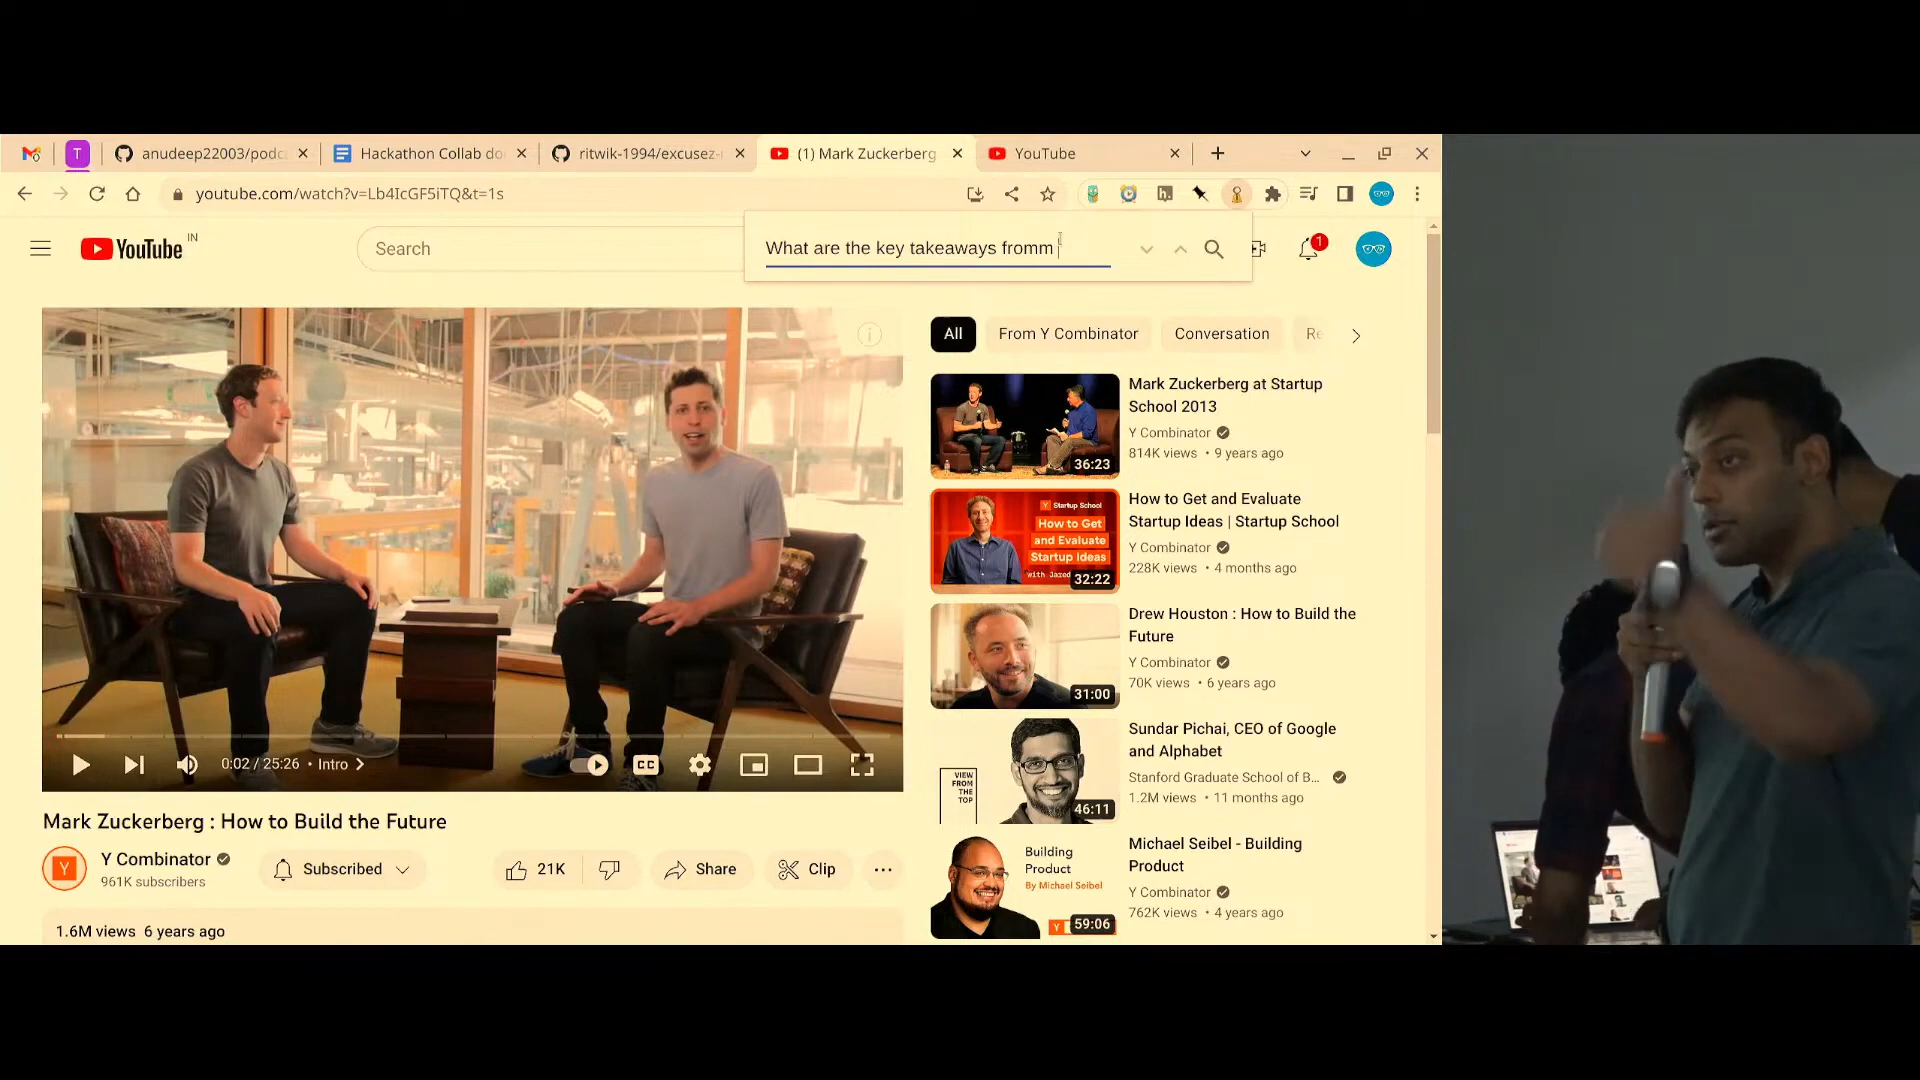 T
anudeep22003/podc
Hackathon Collab do
ritwik-1994/excusez-
(1) Mark Zuckerberg
YouTube
youtube.com/watch?v=Lb4IcGF5iTQ&t=1s
YouTube IN
Search
What are the key takeaways fromm
1
All
From Y Combinator
Conversation
Re
Mark Zuckerberg at Startup
School 2013
Y Combinator
814K views • 9 years ago
36:23
Startup School
How to Get
and Evaluate
Startup Ideas
with Jared
32:22
How to Get and Evaluate
Startup Ideas | Startup School
Y Combinator
228K views • 4 months ago
Drew Houston : How to Build the
Future
Y Combinator
70K views • 6 years ago
31:00
VIEW
FROM
THE
TOP
46:11
Sundar Pichai, CEO of Google
and Alphabet
Stanford Graduate School of B...
1.2M views • 11 months ago
Building
Product
By Michael Seibel
Y
59:06
Michael Seibel - Building
Product
Y Combinator
762K views • 4 years ago
0:02 / 25:26 • Intro
CC
Mark Zuckerberg : How to Build the Future
Y
Y Combinator
961K subscribers
Subscribed
21K
Share
Clip
1.6M views 6 years ago